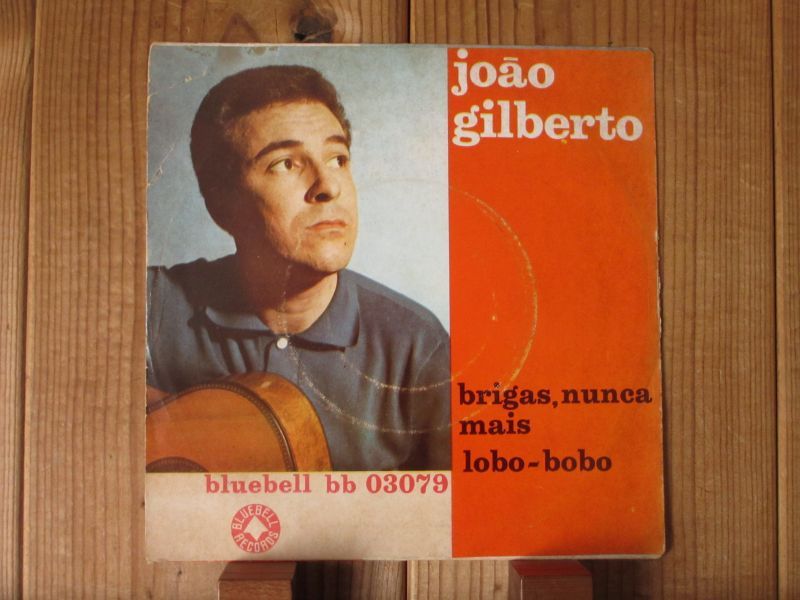 joão
gilberto
brigas, nunca
mais
lobo-bobo
bluebell bb 03079
BLUEBELL
RECORDS